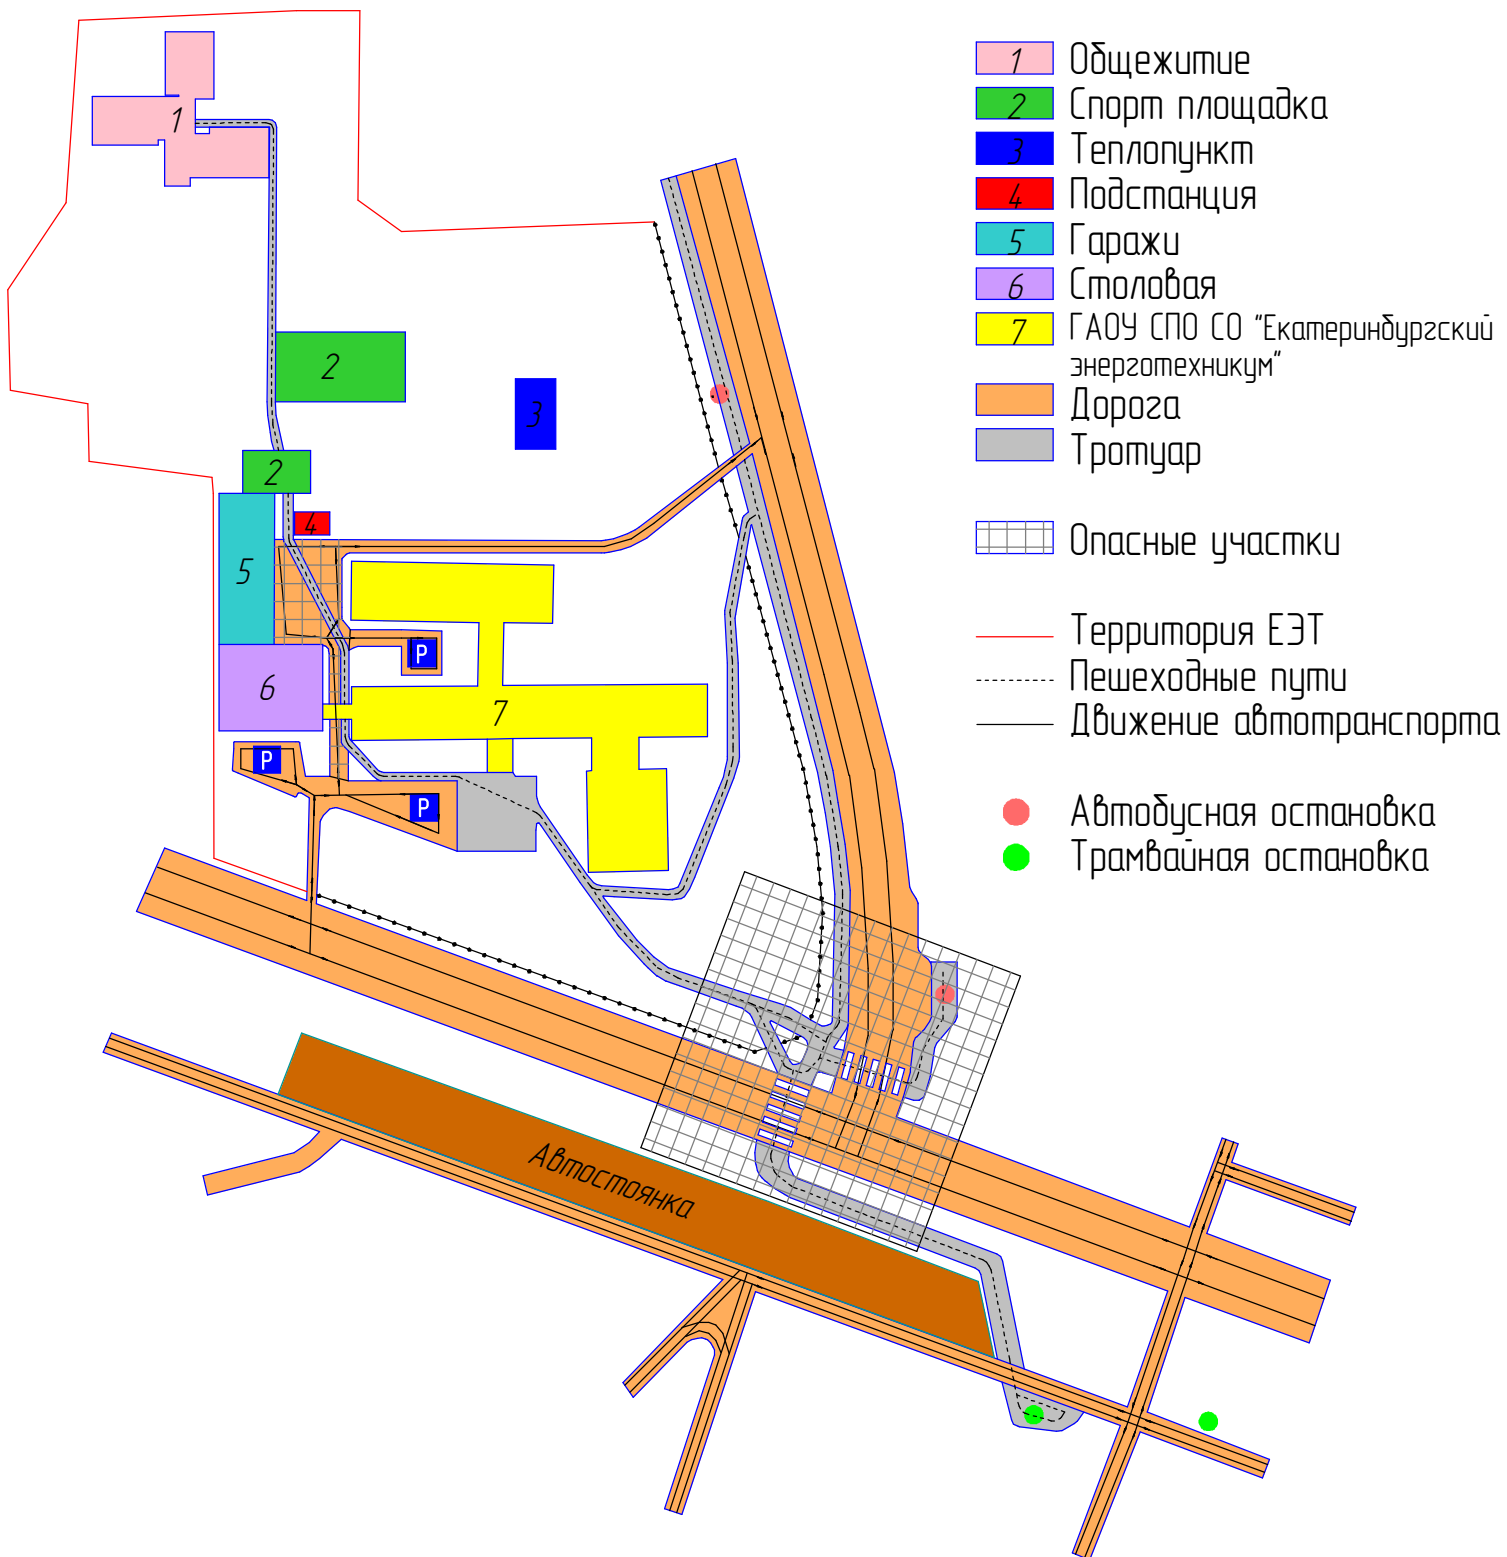 1 Общежитие
2 Спорт площадка
3 Теплопункт
4 Подстанция
5 Гаражи
6 Столовая
7 ГАОУ СПО СО "Екатеринбургский
энерготехникум"
Дорога
Тротуар
Опасные участки
Территория ЕЭТ
Пешеходные пути
Движение автотранспорта
Автобусная остановка
Трамвайная остановка
1
2
3
2
4
5
P
6
7
P
P
Автостоянка